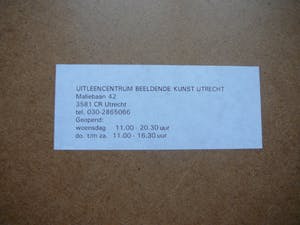 UITLEENCENTRUM BEELDENDE KUNST UTRECHT
Maliebaan 42
3581 CR Utrecht
tel. 030-2865066
Geopend:
woensdag 11.00 - 20.30 uur
do. t/m za. 11.00 - 16.30 uur